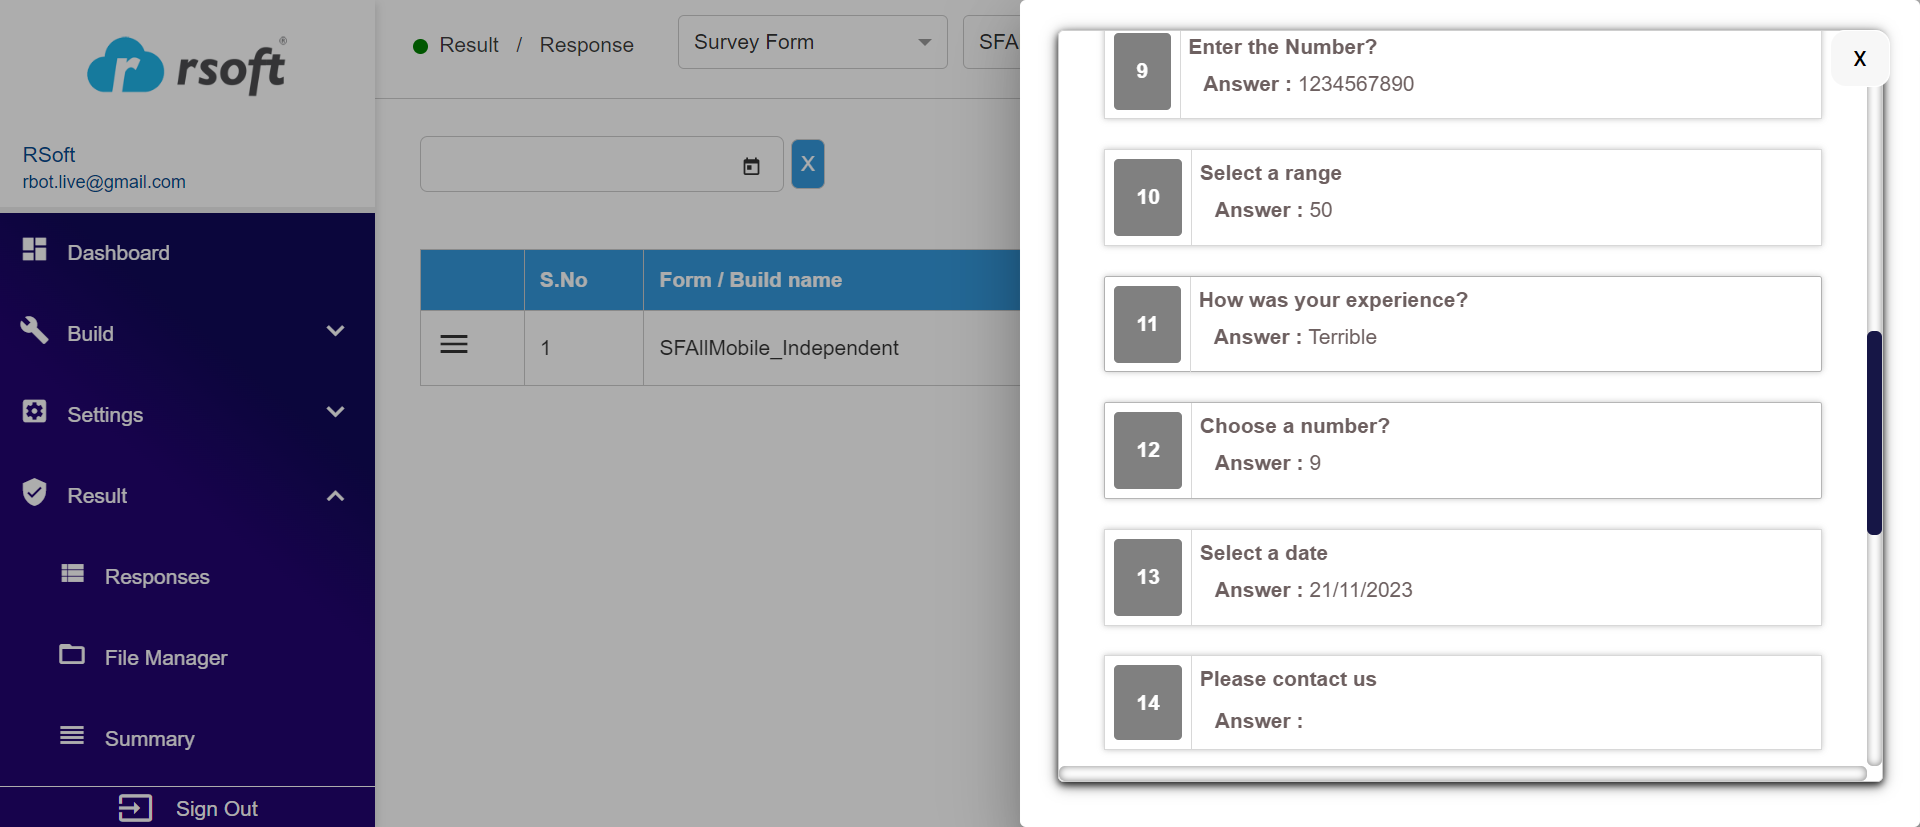 rsoft®
RSoft
rbot.live@gmail.com
Dashboard
Build
Settings
Result
Responses
File Manager
Summary
Sign Out
Result / Response
Survey Form
SFA
X
S.No
Form / Build name
1
SFAllMobile_Independent
X
9
Enter the Number?
Answer : 1234567890
10
Select a range
Answer : 50
11
How was your experience?
Answer : Terrible
12
Choose a number?
Answer : 9
13
Select a date
Answer : 21/11/2023
14
Please contact us
Answer :